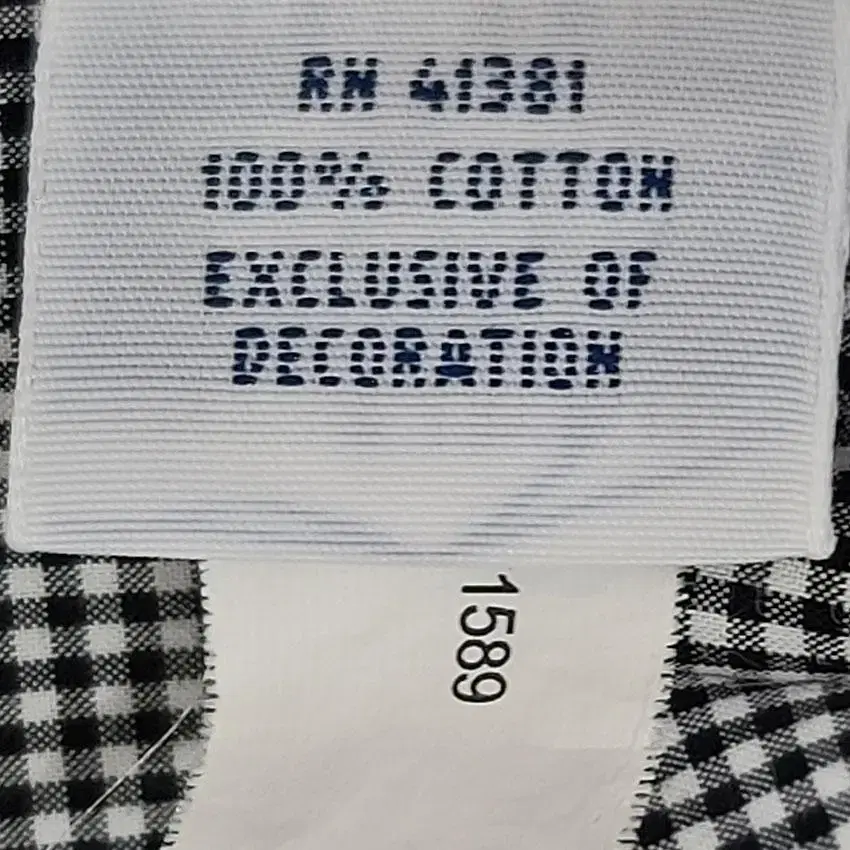 RN 41381
100% COTTON
EXCLUSIVE OF
DECORATION
1589